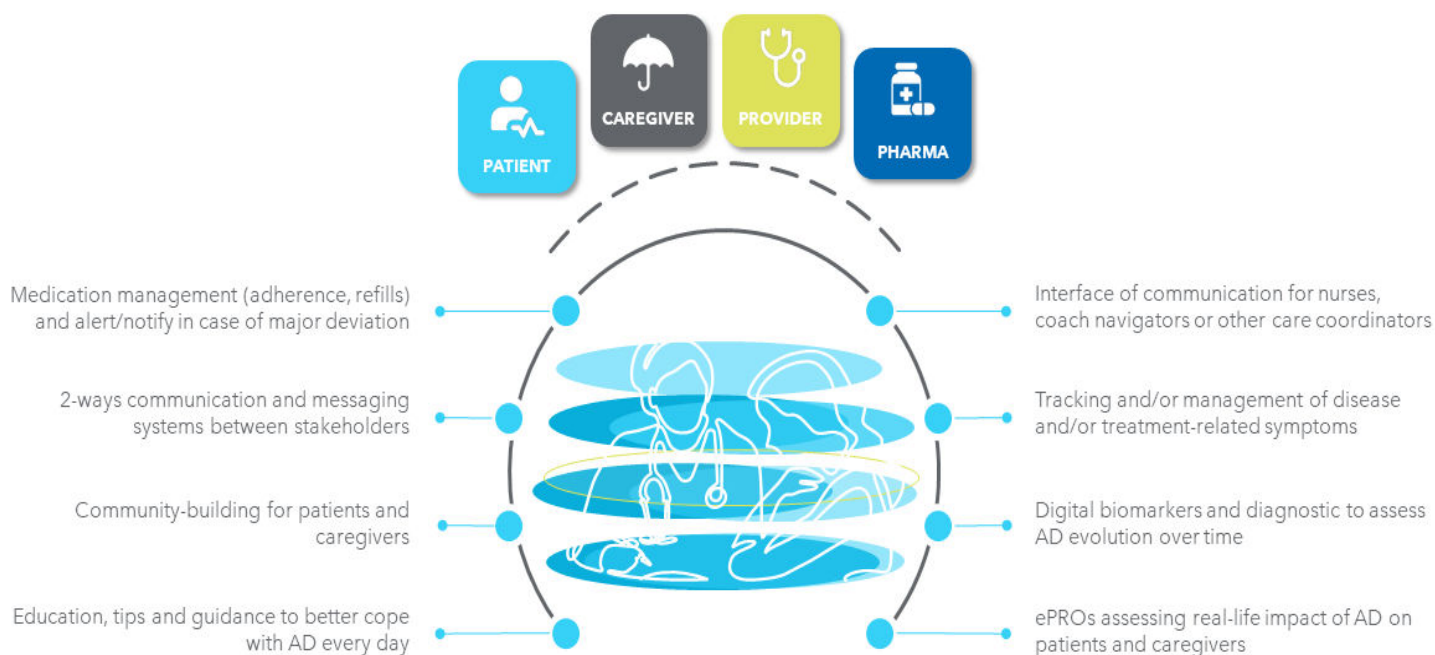 PATIENT
CAREGIVER
PROVIDER
PHARMA
Medication management (adherence, refills)
and alert/notify in case of major deviation
2-ways communication and messaging
systems between stakeholders
Community-building for patients and
caregivers
Education, tips and guidance to better cope
with AD every day
Interface of communication for nurses,
coach navigators or other care coordinators
Tracking and/or management of disease
and/or treatment-related symptoms
Digital biomarkers and diagnostic to assess
AD evolution over time
ePROs assessing real-life impact of AD on
patients and caregivers